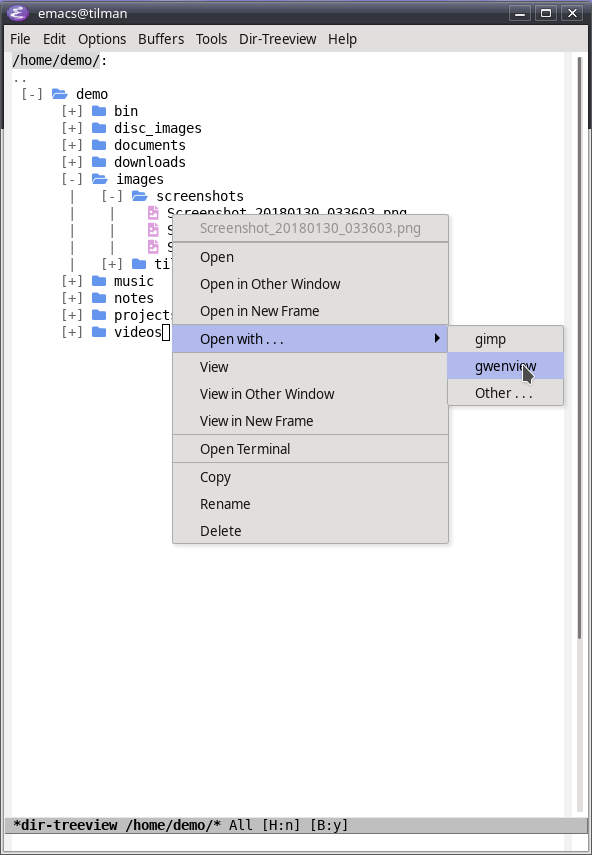 emacs@tilman
File Edit Options Buffers Tools Dir-Treeview Help
/home/demo/:
..
[-] demo
[+] bin
[+] disc_images
[+] documents
[+] downloads
[-] images
| [-] screenshots
| | Screenshot_20180130_033603.png
| | S
| | S
| [+] til
[+] music
[+] notes
[+] projects
[+] videos
Screenshot_20180130_033603.png
Open
Open in Other Window
Open in New Frame
Open with . . .
gimp
gwenview
Other . . .
View
View in Other Window
View in New Frame
Open Terminal
Copy
Rename
Delete
*dir-treeview /home/demo/* All [H:n] [B:y]